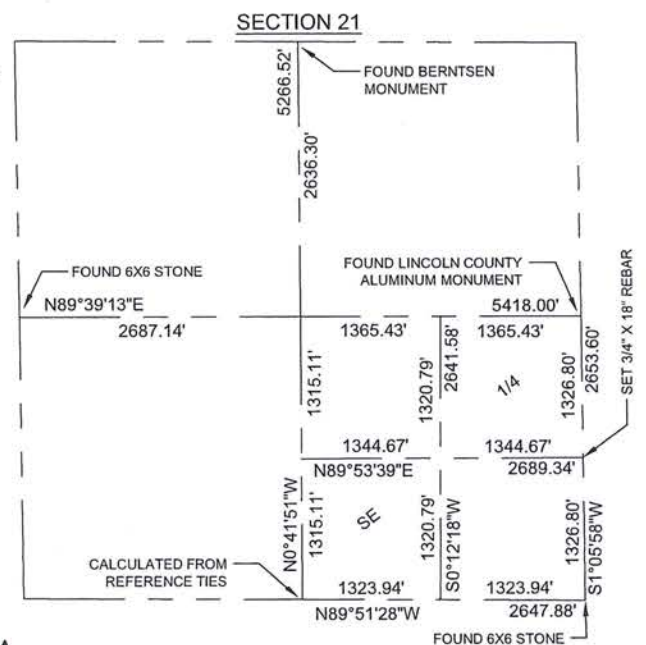 SECTION 21
5266.52'
2636.30'
FOUND BERNTSEN
MONUMENT
FOUND 6X6 STONE
N89°39'13"E
2687.14'
FOUND LINCOLN COUNTY
ALUMINUM MONUMENT
5418.00'
1365.43'
1365.43'
SET 3/4" X 18" REBAR
1315.11'
1320.79'
2641.58'
1/4
1326.80'
2653.60'
1344.67'
1344.67'
N89°53'39"E
2689.34'
N0°41'51"W
1315.11'
SE
1320.79'
S0°12'18"W
1326.80'
S1°05'58"W
CALCULATED FROM
REFERENCE TIES
1323.94'
1323.94'
N89°51'28"W
2647.88'
FOUND 6X6 STONE